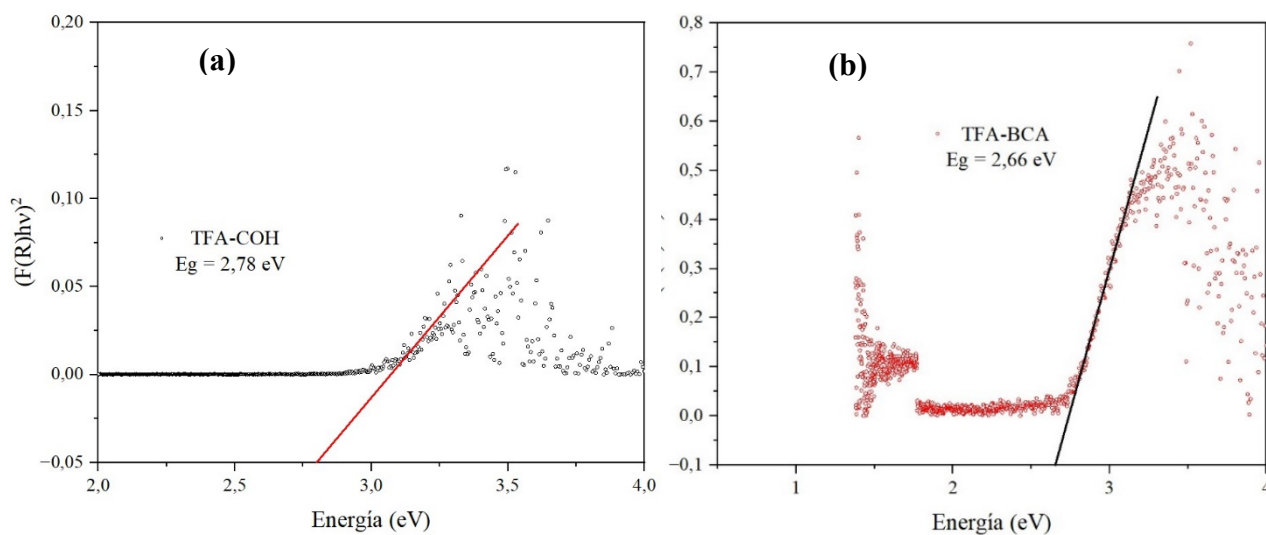 (a)
0,20
0,15
0,10
0,05
0,00
−0,05
(F(R)hν)²
TFA-COH
Eg = 2,78 eV
2,0
2,5
3,0
3,5
4,0
Energía (eV)
(b)
0,8
0,7
0,6
0,5
0,4
0,3
0,2
0,1
0,0
−0,1
TFA-BCA
Eg = 2,66 eV
1
2
3
4
Energía (eV)